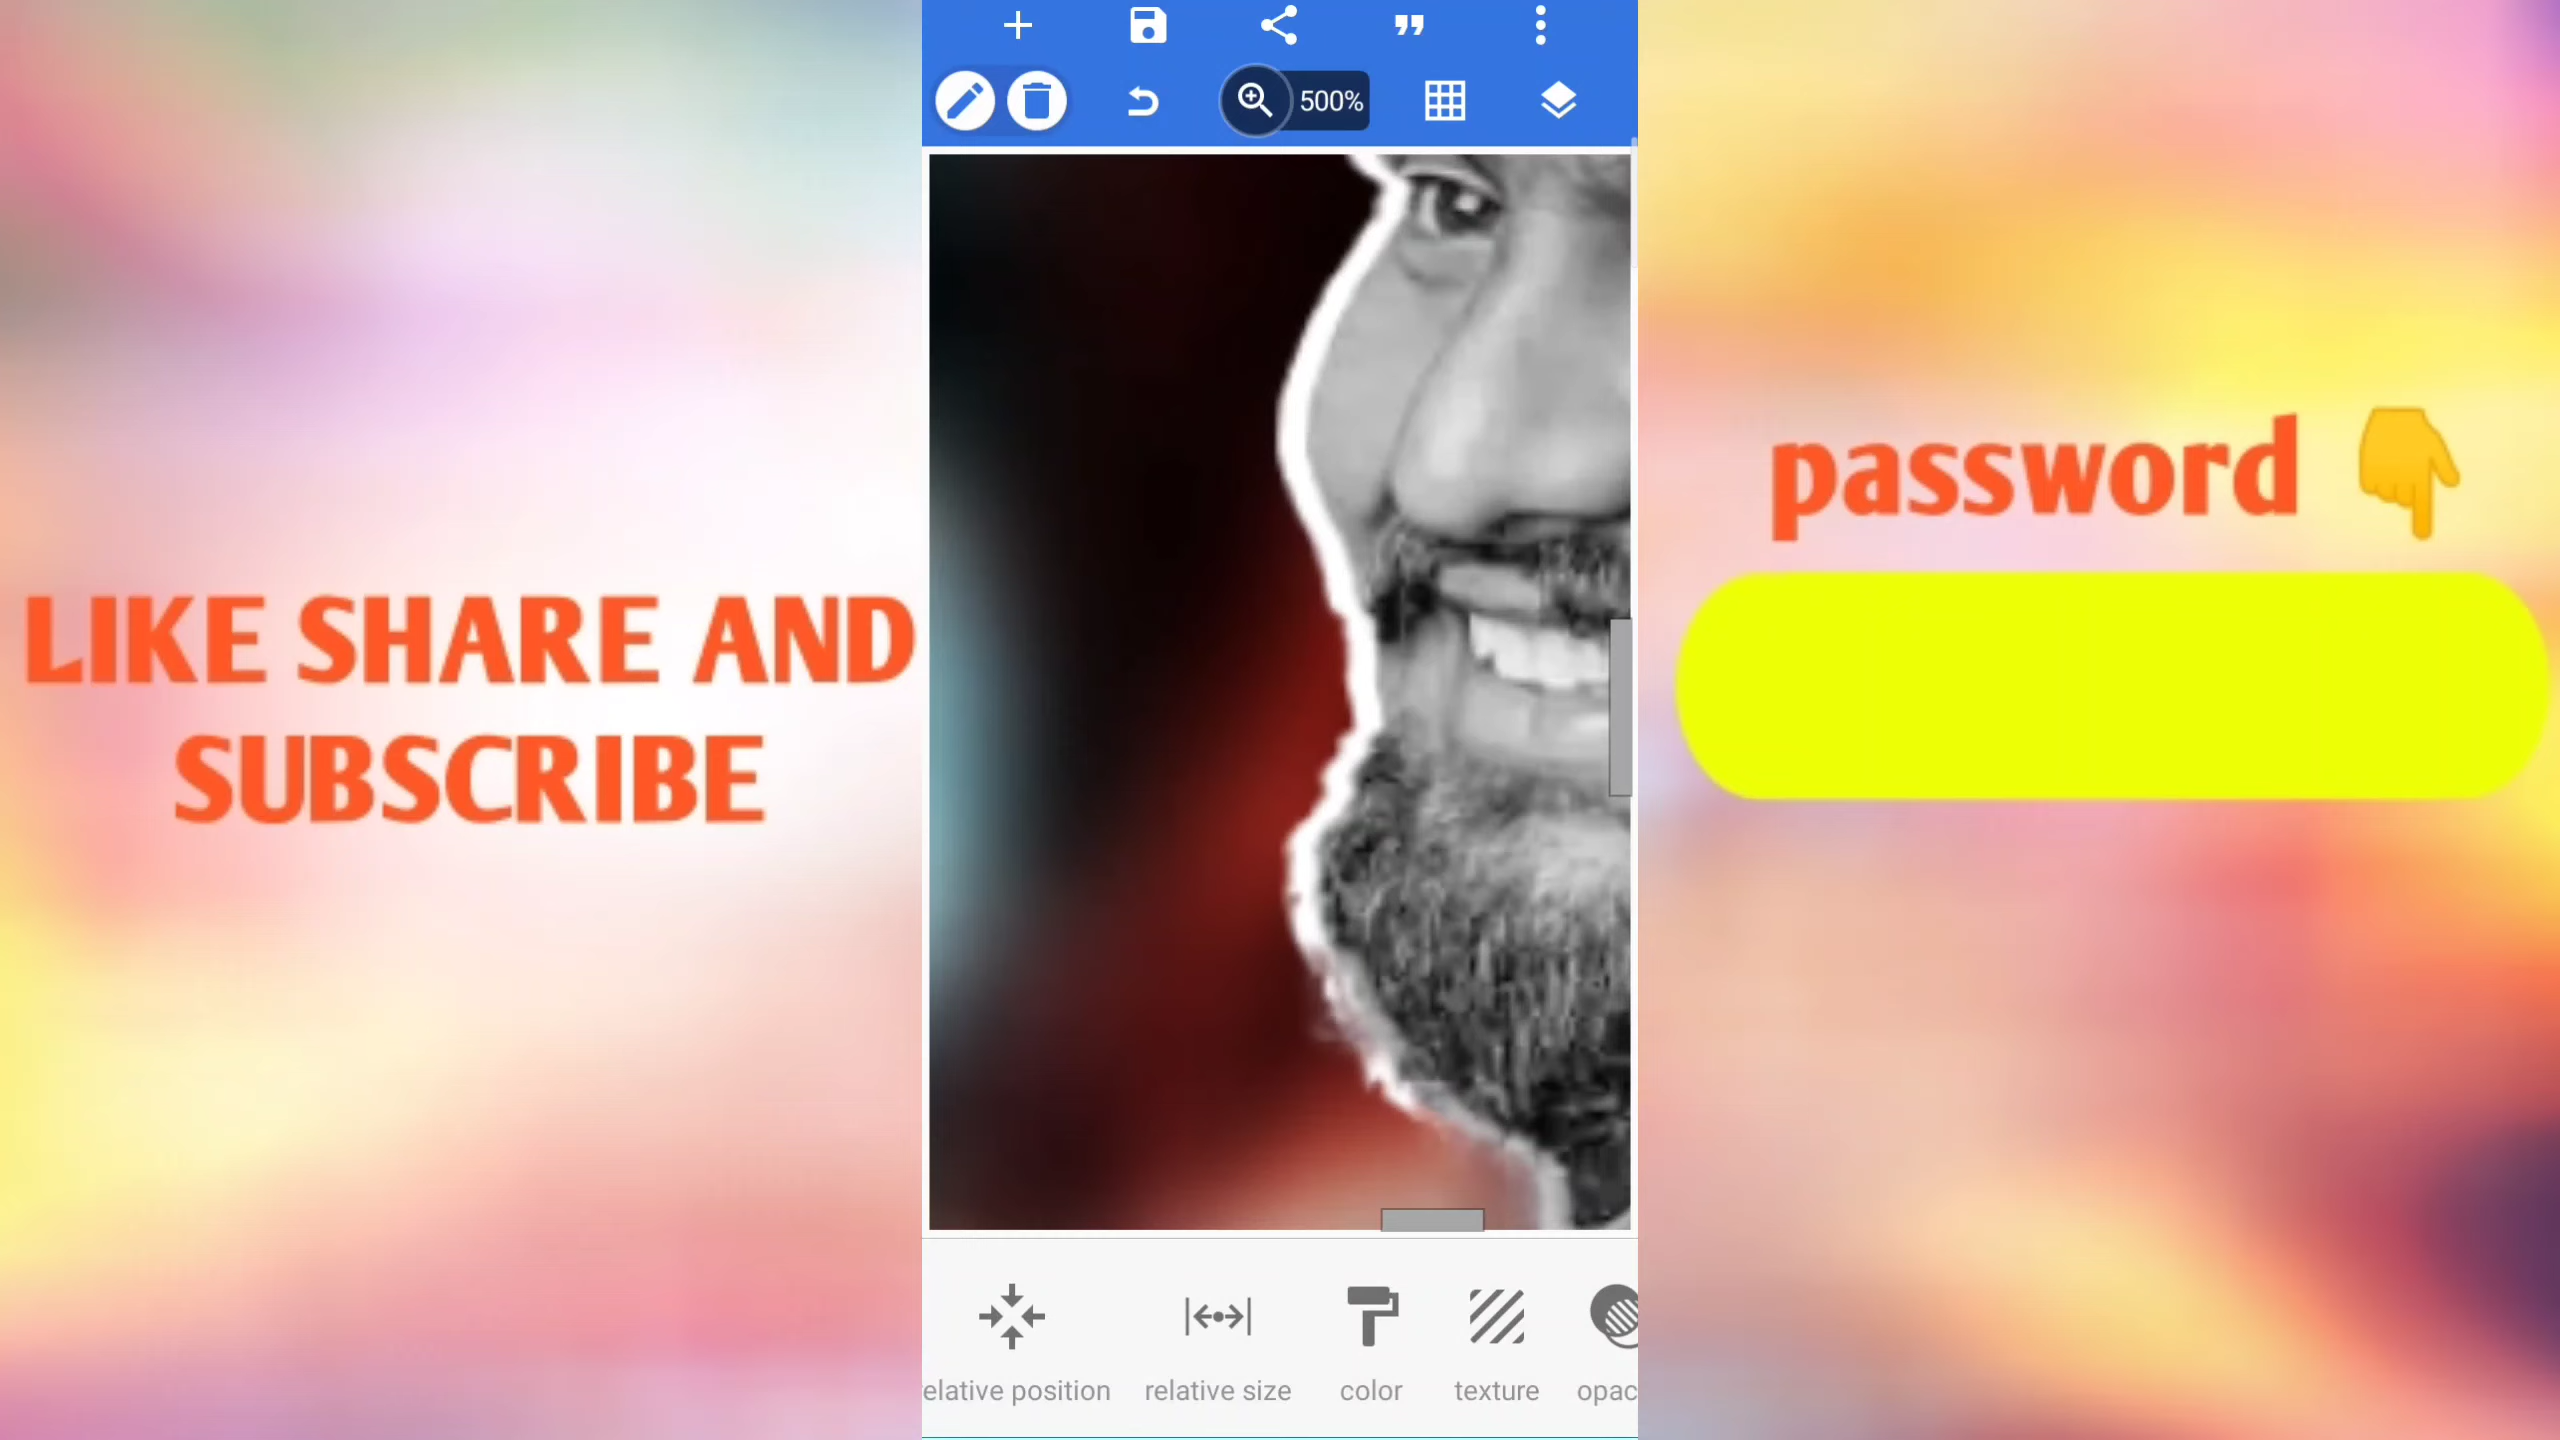 LIKE SHARE AND
SUBSCRIBE
500%
elative position
relative size
color
texture
opac
password 👇